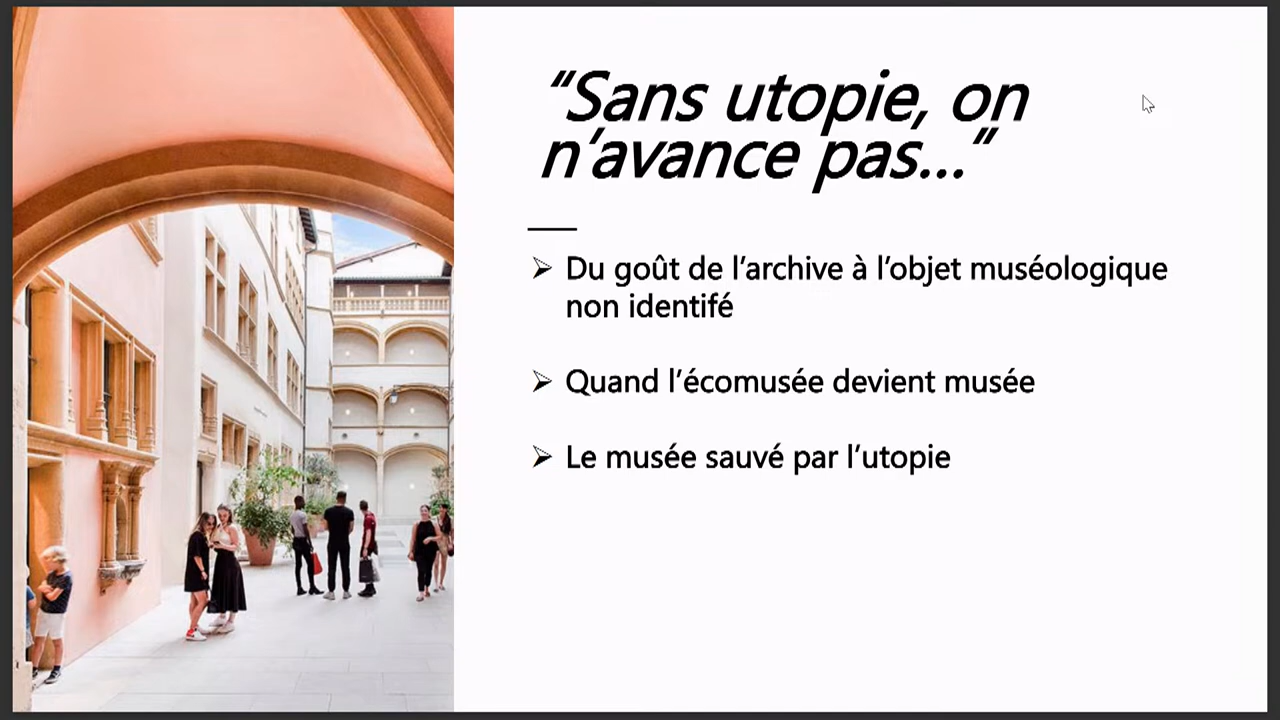 “Sans utopie, on
n’avance pas...”
Du goût de l’archive à l’objet muséologique
non identifé
Quand l’écomusée devient musée
Le musée sauvé par l’utopie